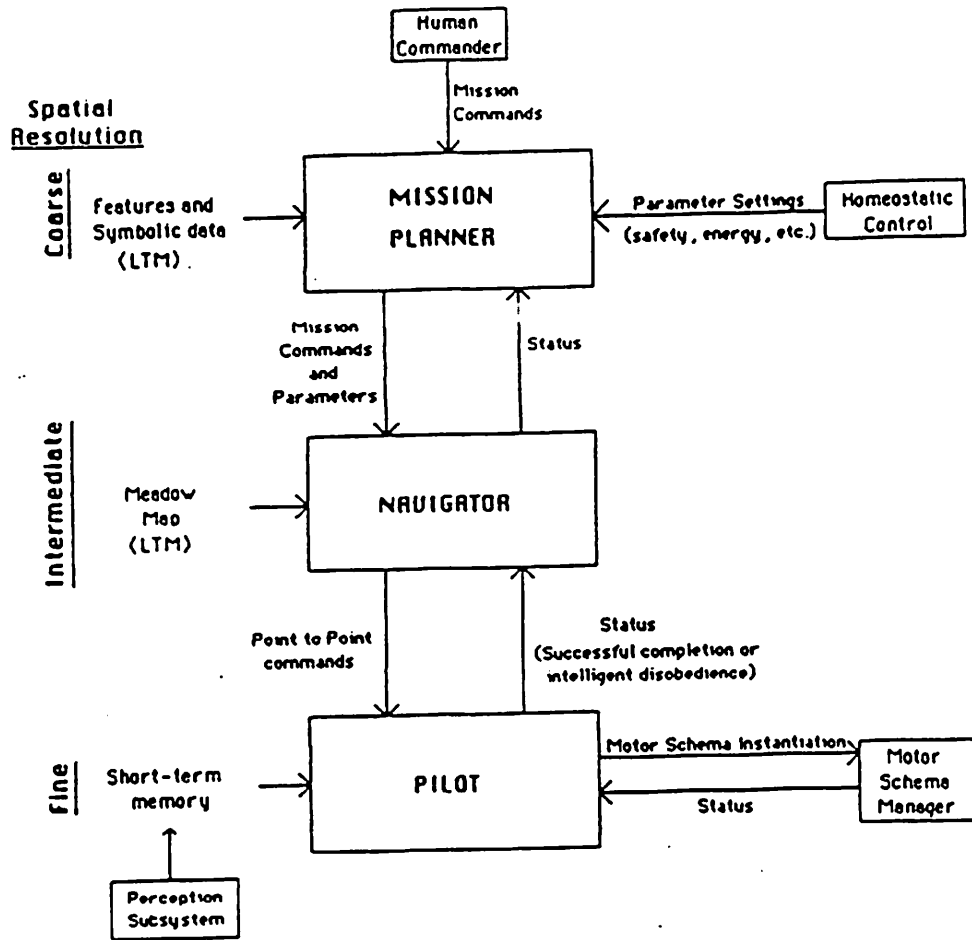 Human
Commander
Mission
Commands
Spatial
Resolution
Coarse
Features and
Symbolic data
(LTM)
MISSION
PLANNER
Parameter Settings
(safety, energy, etc.)
Homeostatic
Control
Mission
Commands
and
Parameters
Status
Intermediate
Meadow
Map
(LTM)
NAVIGATOR
Point to Point
commands
Status
(Successful completion or
intelligent disobedience)
Fine
Short-term
memory
PILOT
Motor Schema Instantiation
Status
Motor
Schema
Manager
Perception
Subsystem